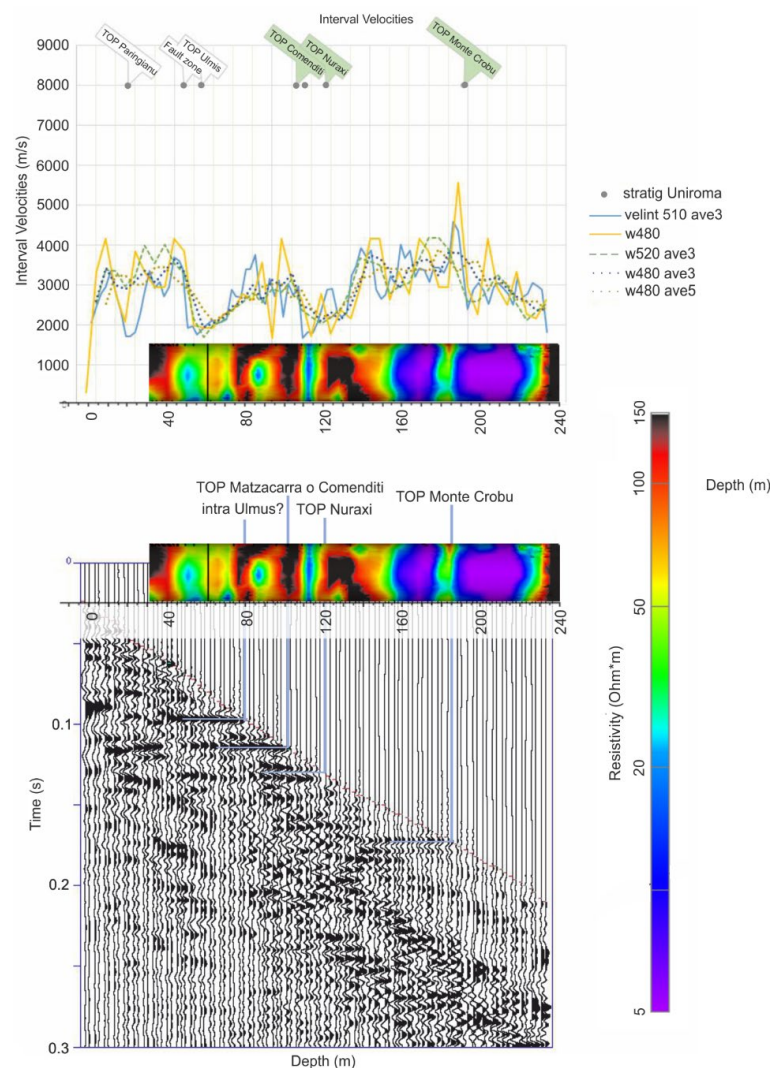 Interval Velocities
TOP Paringianu
Fault zone
TOP Ulmis
TOP Comenditi
TOP Nuraxi
TOP Monte Crobu
Interval Velocities (m/s)
9000
8000
7000
6000
5000
4000
3000
2000
1000
0
0 40 80 120 160 200 240
stratig Uniroma
velint 510 ave3
w480
w520 ave3
w480 ave3
w480 ave5
TOP Matzacarra o Comenditi
intra Ulmus? TOP Nuraxi
TOP Monte Crobu
0
0 40 80 120 160 200 240
0.1
0.2
0.3
Time (s)
Depth (m)
Depth (m)
Resistivity (Ohm*m)
150
100
50
20
5